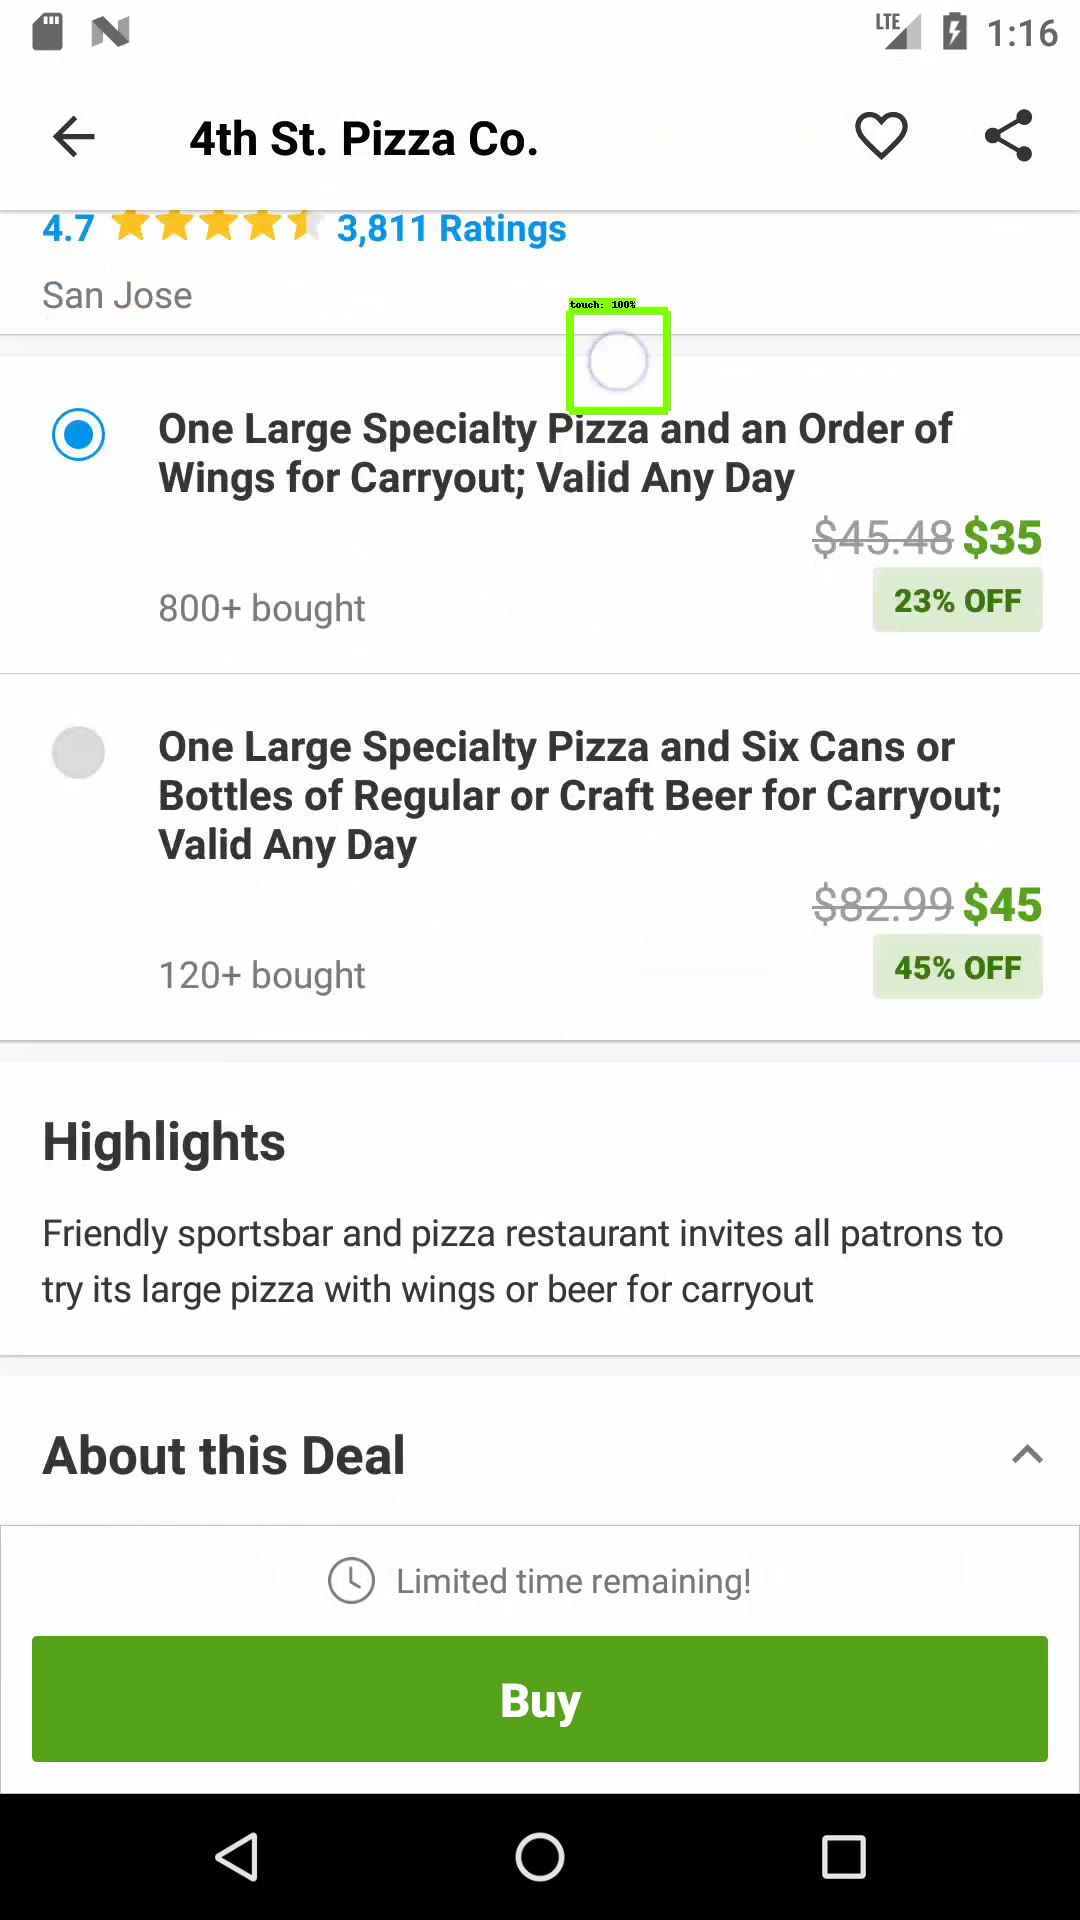 LTE 1:16
4th St. Pizza Co.
4.7 3,811 Ratings
San Jose
touch: 100%
One Large Specialty Pizza and an Order of
Wings for Carryout; Valid Any Day
$45.48 $35
800+ bought
23% OFF
One Large Specialty Pizza and Six Cans or
Bottles of Regular or Craft Beer for Carryout;
Valid Any Day
$82.99 $45
120+ bought
45% OFF
Highlights
Friendly sportsbar and pizza restaurant invites all patrons to
try its large pizza with wings or beer for carryout
About this Deal
Limited time remaining!
Buy